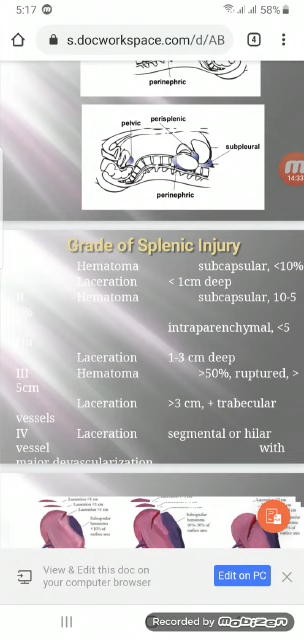 5:17
58%
s.docworkspace.com/d/AB
4
perinephric
pelvic perisplenic
subpleural
perinephric
14:33
Grade of Splenic Injury
Hematoma subcapsular, <10%
Laceration < 1cm deep
II Hematoma subcapsular, 10-5
intraparenchymal, <5
Laceration 1-3 cm deep
III Hematoma >50%, ruptured, >
5cm
Laceration >3 cm, + trabecular
vessels
IV Laceration segmental or hilar
vessel with
major devascularization
View & Edit this doc on
your computer browser
Edit on PC
Recorded by mobizen